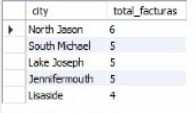 city total_facturas
North Jason 6
South Michael 5
Lake Joseph 5
Jennifermouth 5
Lisaside 4